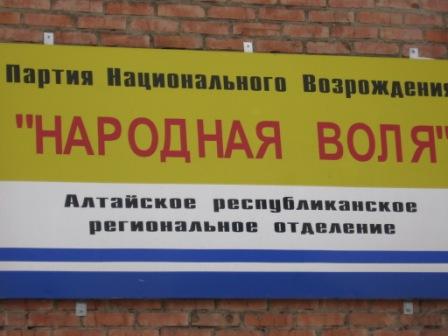 Партия Национального Возрождения
"НАРОДНАЯ ВОЛЯ"
Алтайское республиканское
региональное отделение